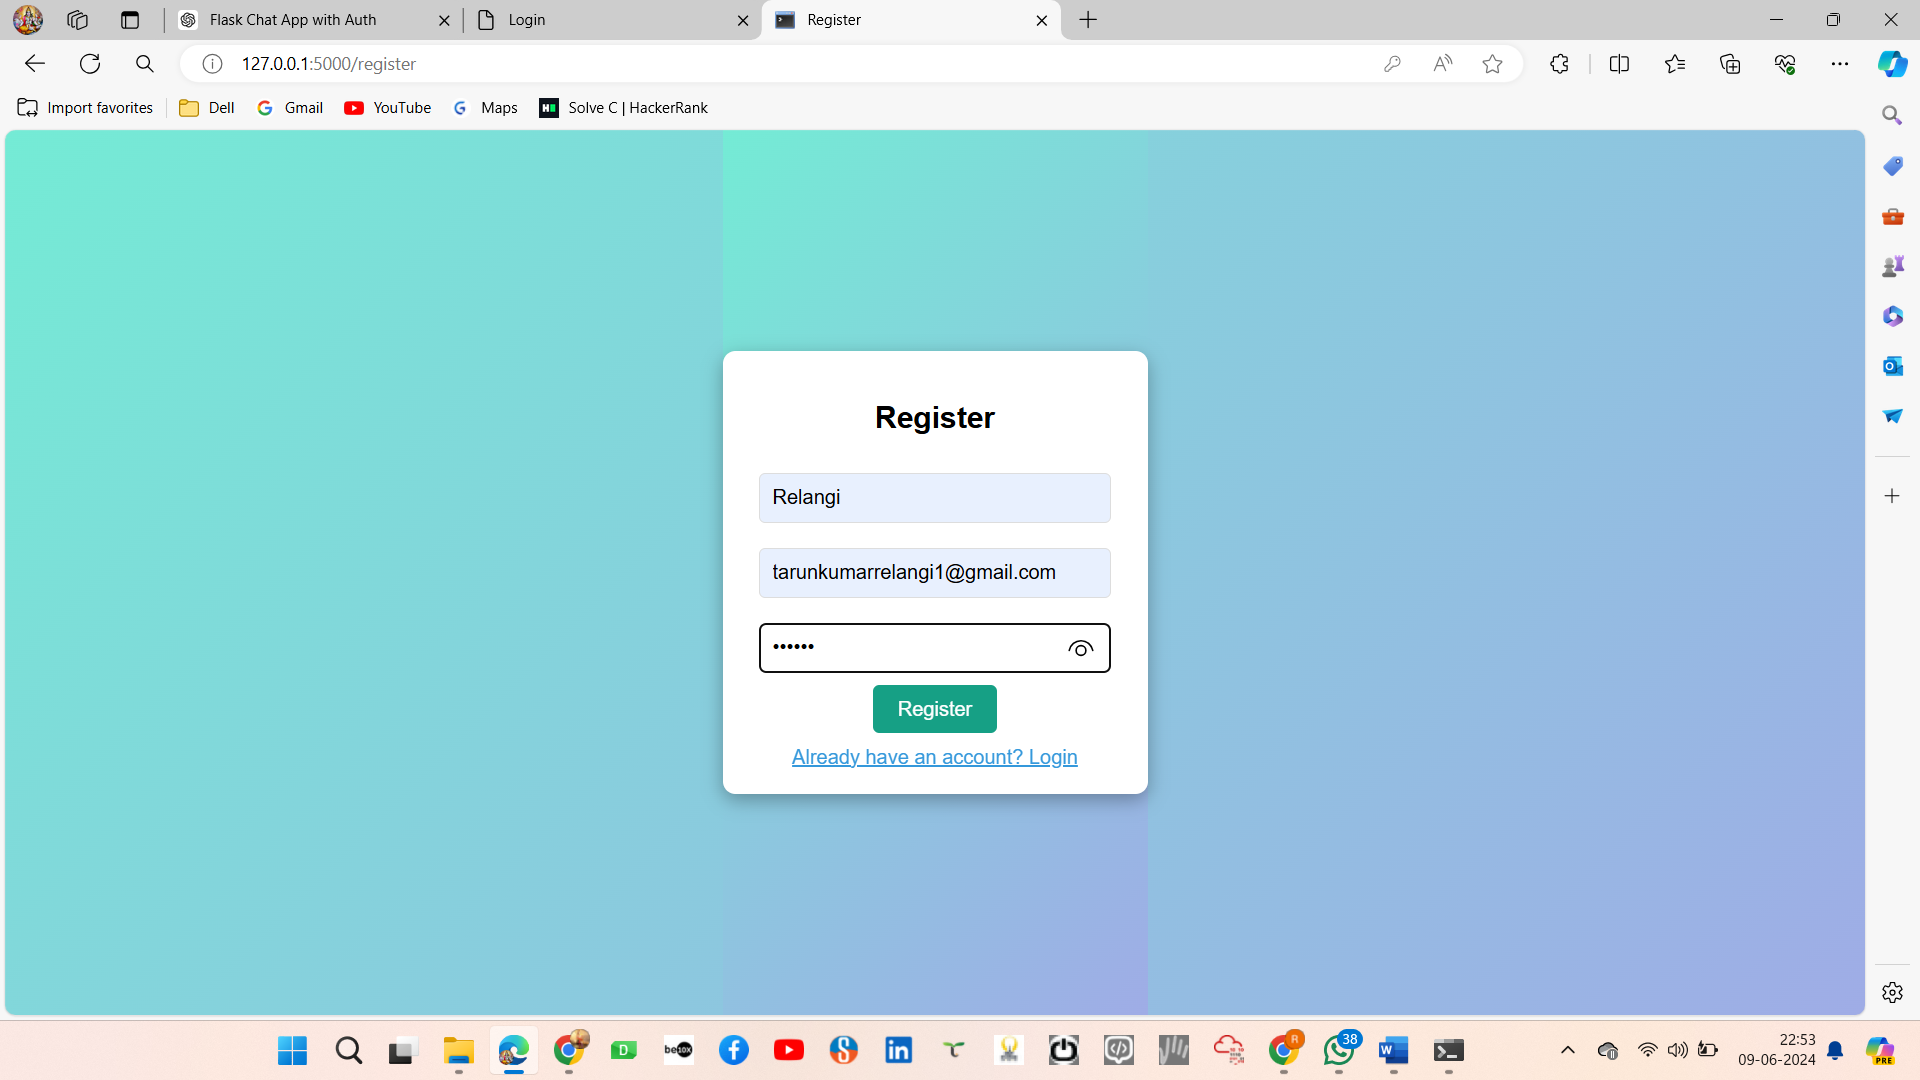 Flask Chat App with Auth
Login
Register
127.0.0.1:5000/register
Import favorites
Dell
Gmail
YouTube
Maps
Solve C | HackerRank
Register
Relangi
tarunkumarrelangi1@gmail.com
••••••
Register
Already have an account? Login
be10x
38
R
22:53
09-06-2024
PRE